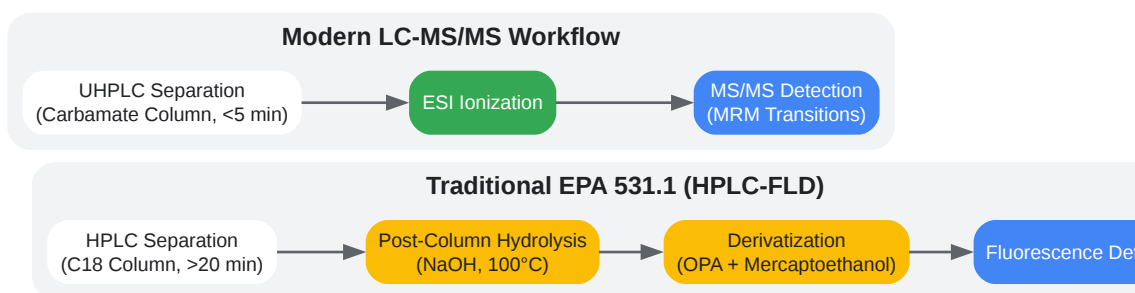 Modern LC-MS/MS Workflow
UHPLC Separation
(Carbamate Column, <5 min)
ESI Ionization
MS/MS Detection
(MRM Transitions)
Traditional EPA 531.1 (HPLC-FLD)
HPLC Separation
(C18 Column, >20 min)
Post-Column Hydrolysis
(NaOH, 100°C)
Derivatization
(OPA + Mercaptoethanol)
Fluorescence